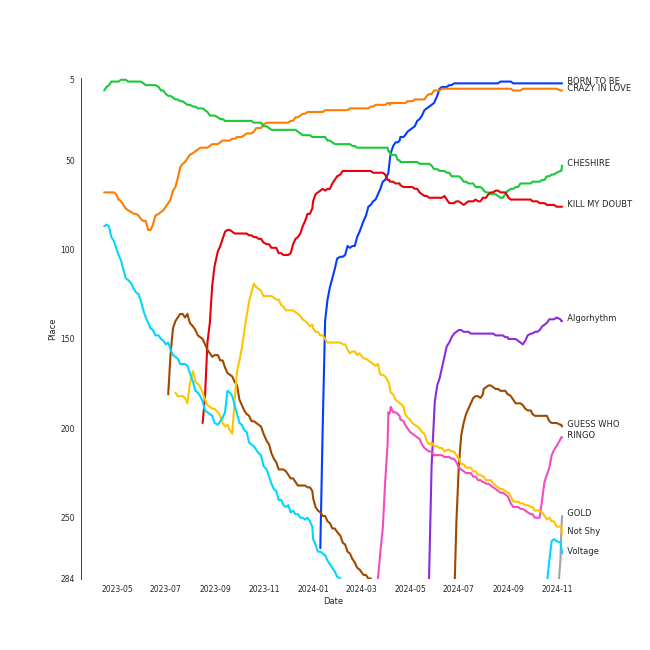 5
BORN TO BE
CRAZY IN LOVE
50
CHESHIRE
KILL MY DOUBT
100
Algorhythm
150
Place
200
GUESS WHO
RINGO
250
GOLD
Not Shy
Voltage
284
2023-05 2023-07 2023-09 2023-11 2024-01 2024-03 2024-05 2024-07 2024-09 2024-11
Date